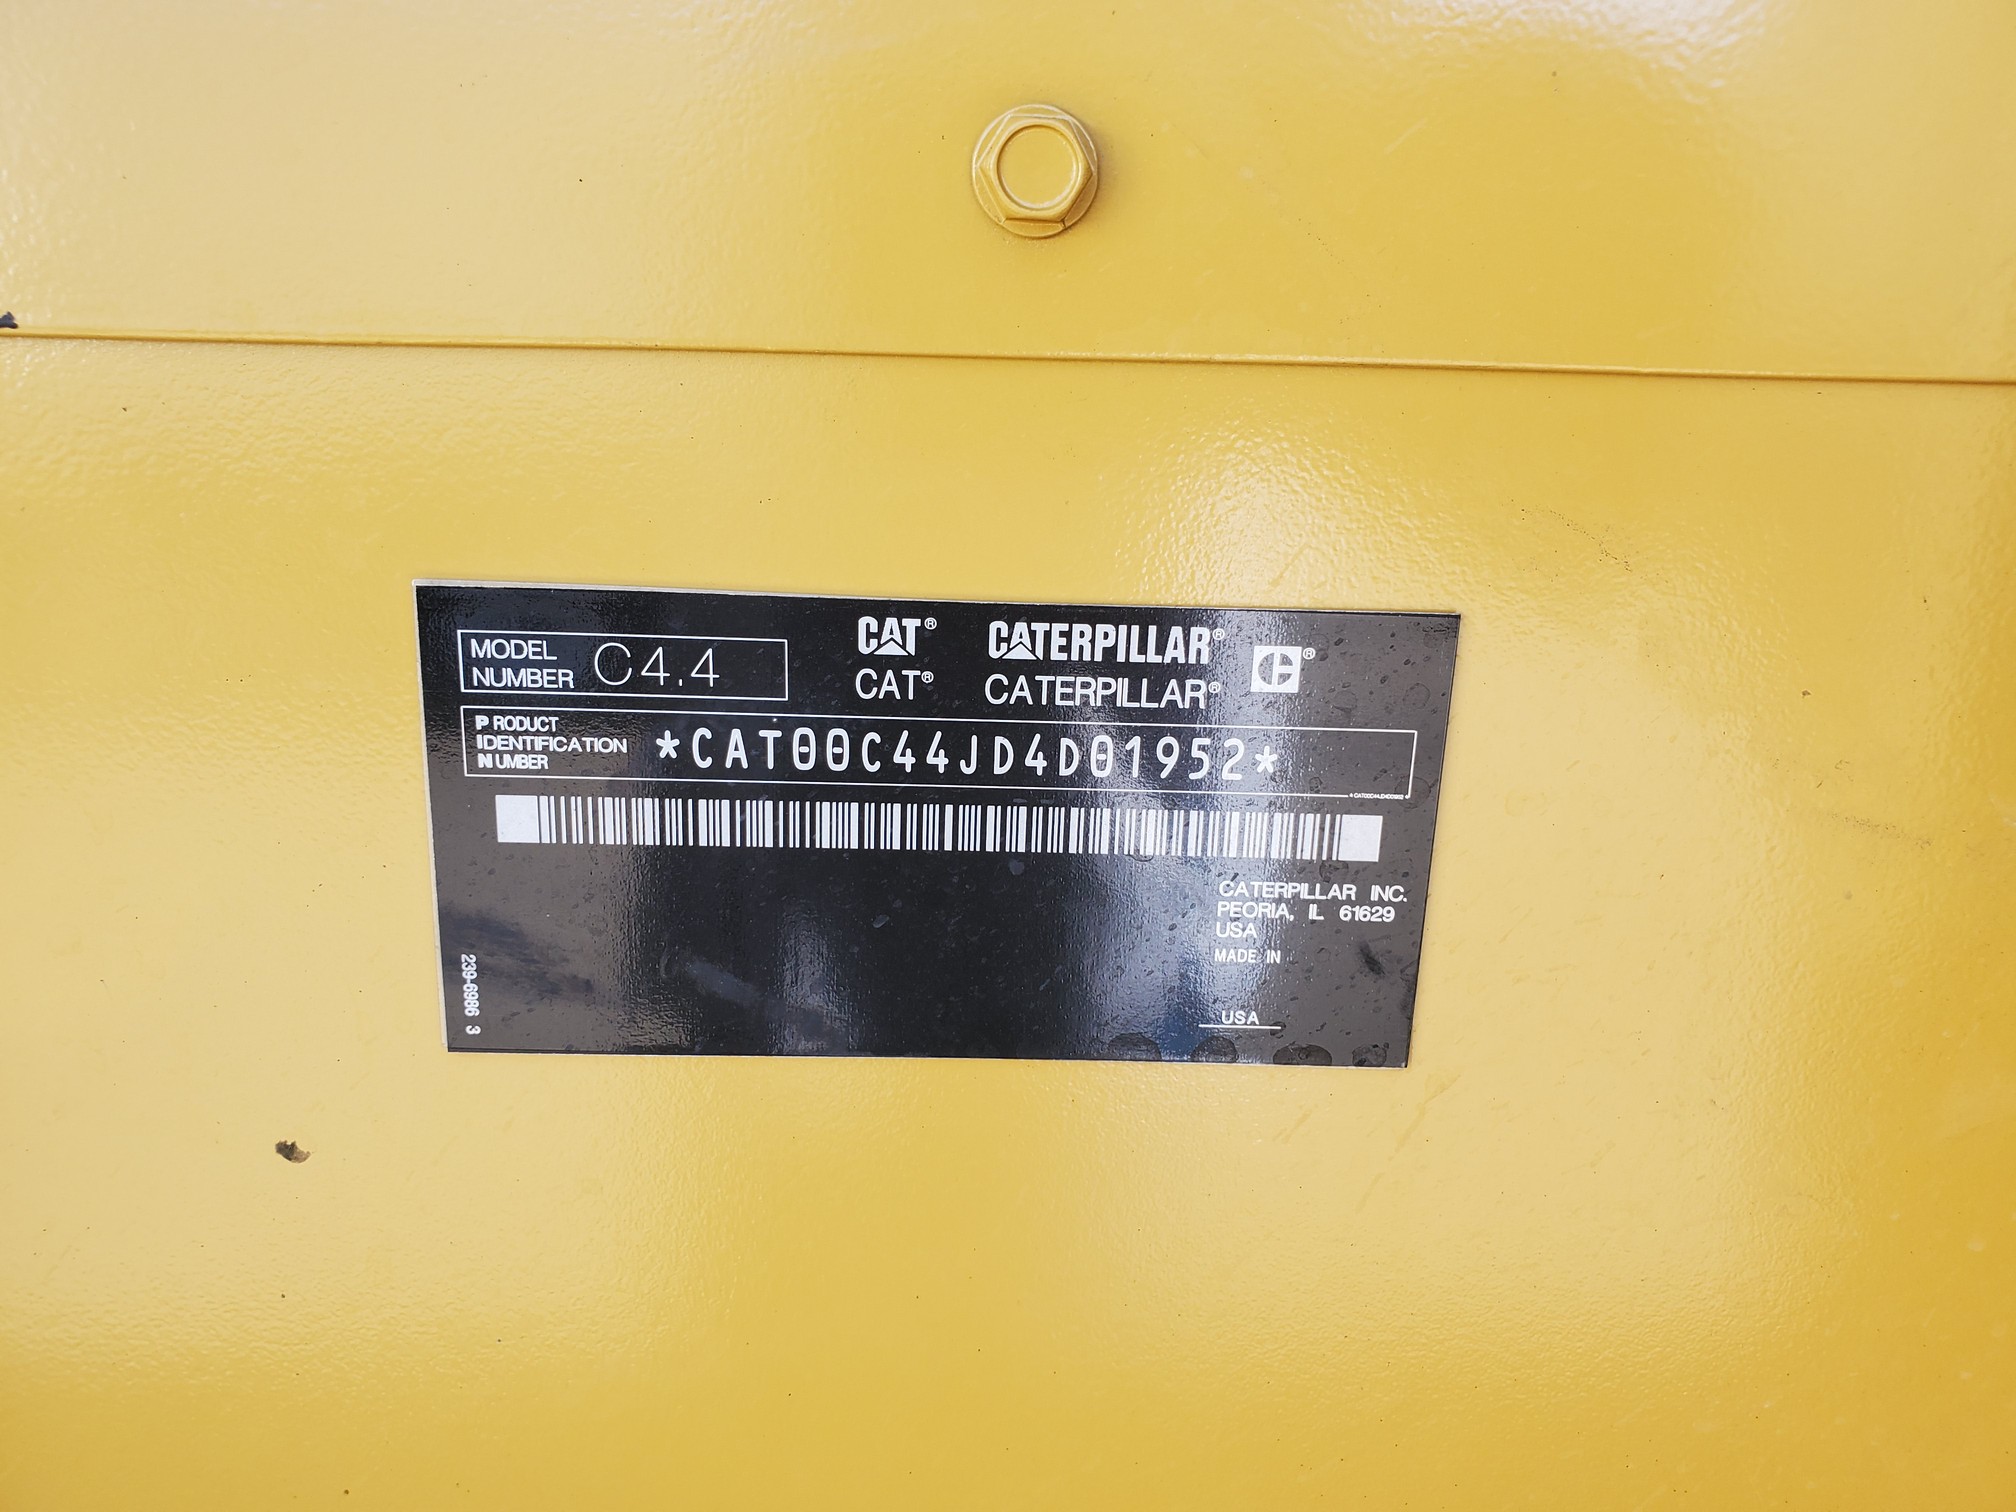 MODEL
NUMBER C4.4
CAT® CATERPILLAR®
CAT® CATERPILLAR® ®
PRODUCT
IDENTIFICATION
NUMBER
*CAT00C44JD4D01952*
*CAT00C44JD4D01952*
CATERPILLAR INC.
PEORIA, IL 61629
USA
MADE IN
USA
239-6986 3